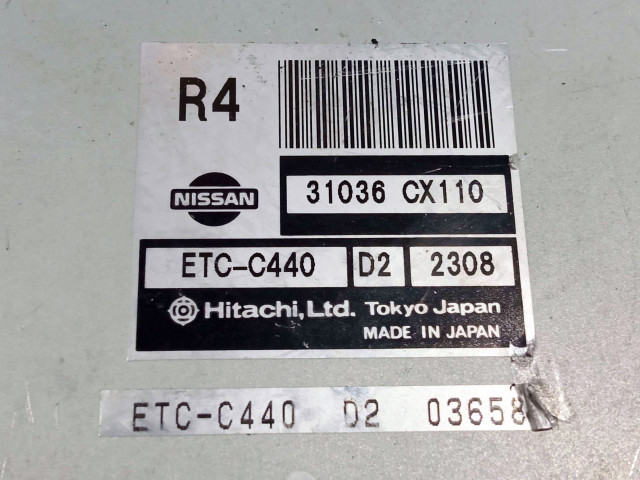 R4
NISSAN
31036 CX110
ETC-C440 D2 2308
Hitachi, Ltd. Tokyo Japan
MADE IN JAPAN
ETC-C440 D2 03658